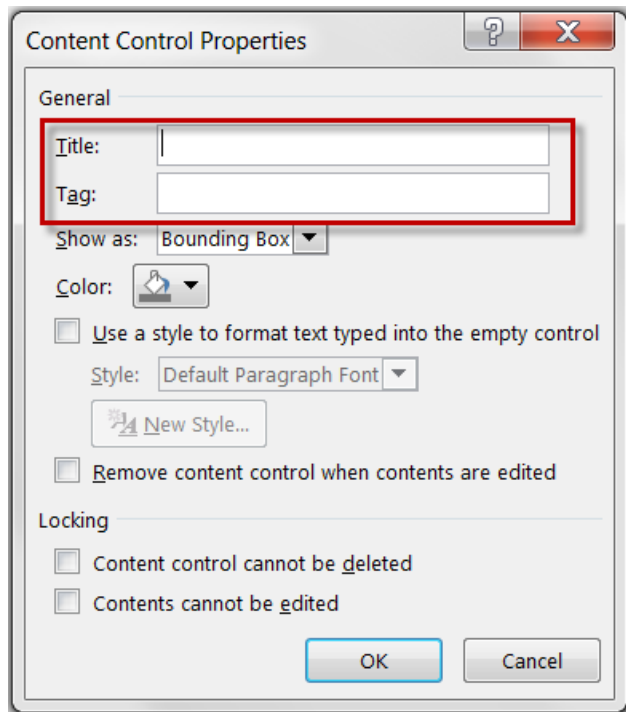 Content Control Properties
General
Title:
Tag:
Show as: Bounding Box
Color:
Use a style to format text typed into the empty control
Style: Default Paragraph Font
New Style...
Remove content control when contents are edited
Locking
Content control cannot be deleted
Contents cannot be edited
OK Cancel